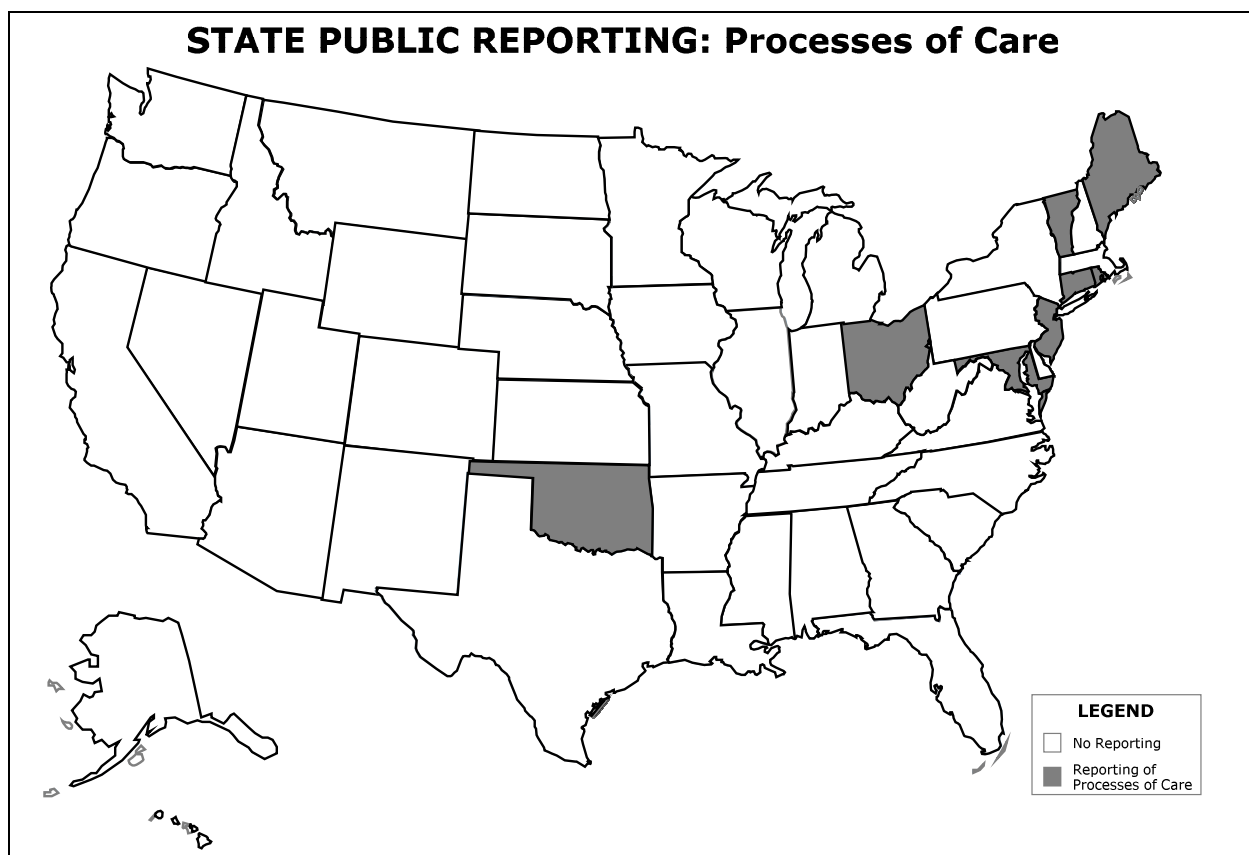 STATE PUBLIC REPORTING: Processes of Care
LEGEND
No Reporting
Reporting of
Processes of Care